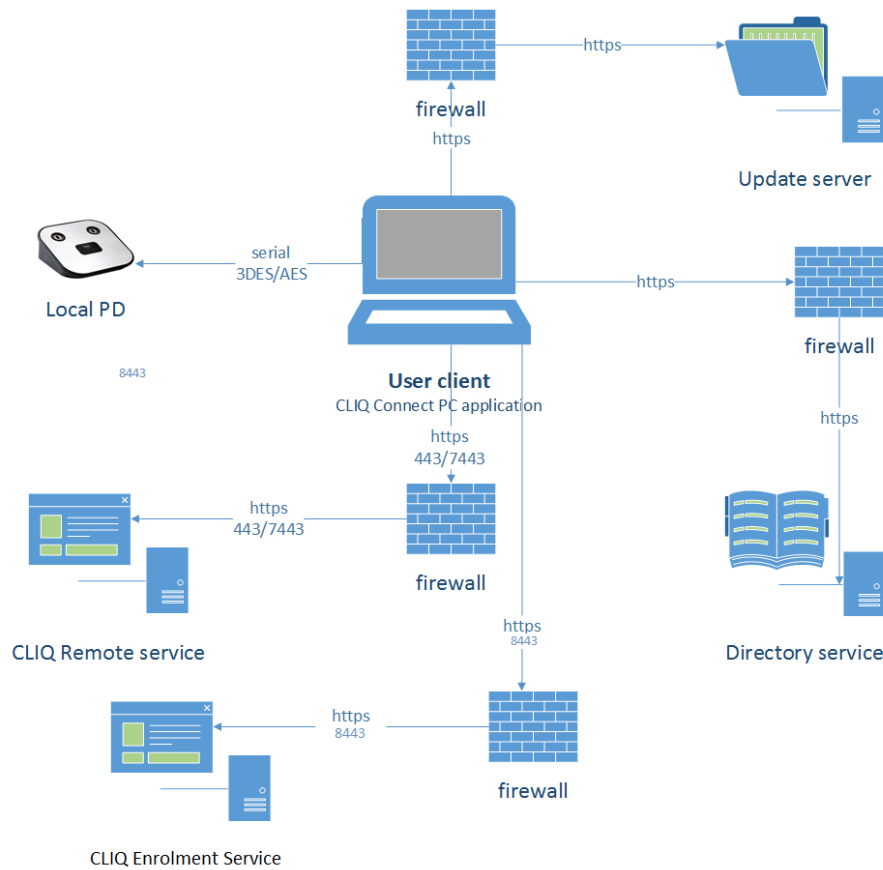 https
firewall
https
Update server
serial
3DES/AES
Local PD
https
firewall
8443
User client
CLIQ Connect PC application
https
https
443/7443
https
443/7443
firewall
CLIQ Remote service
Directory service
https
8443
https
8443
firewall
CLIQ Enrolment Service